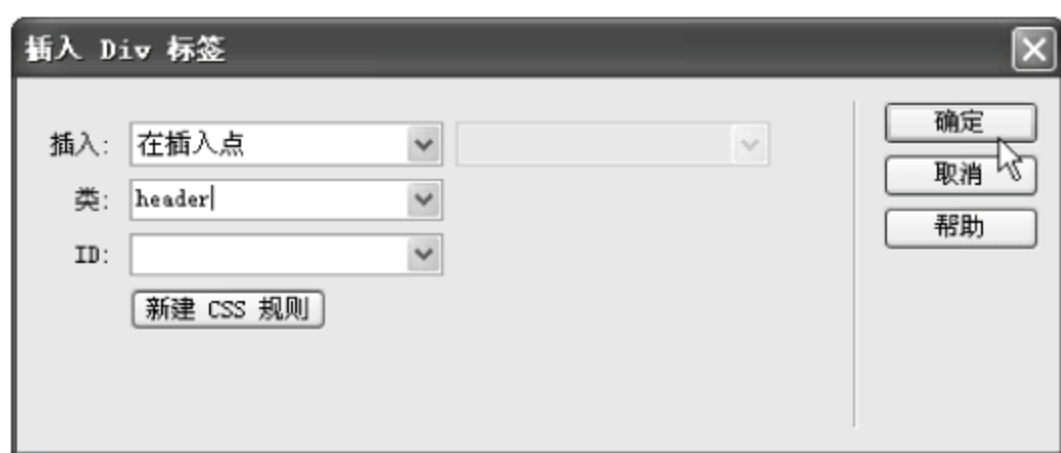 插入 Div 标签
插入: 在插入点
类: header
ID:
新建 CSS 规则
确定
取消
帮助